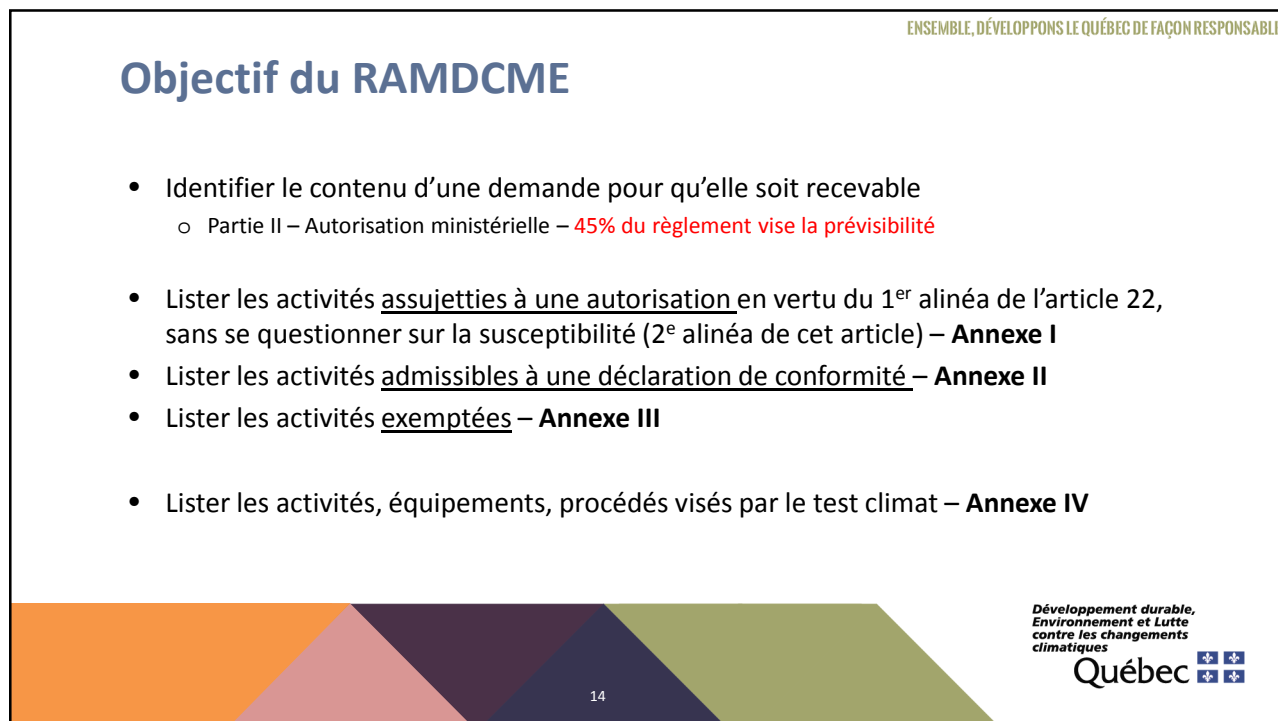 ENSEMBLE, DÉVELOPPONS LE QUÉBEC DE FAÇON RESPONSABLE
Objectif du RAMDCME
• Identifier le contenu d’une demande pour qu’elle soit recevable
o Partie II – Autorisation ministérielle – 45% du règlement vise la prévisibilité
• Lister les activités assujetties à une autorisation en vertu du 1er alinéa de l’article 22,
sans se questionner sur la susceptibilité (2e alinéa de cet article) – Annexe I
• Lister les activités admissibles à une déclaration de conformité – Annexe II
• Lister les activités exemptées – Annexe III
• Lister les activités, équipements, procédés visés par le test climat – Annexe IV
Développement durable,
Environnement et Lutte
contre les changements
climatiques
Québec
14